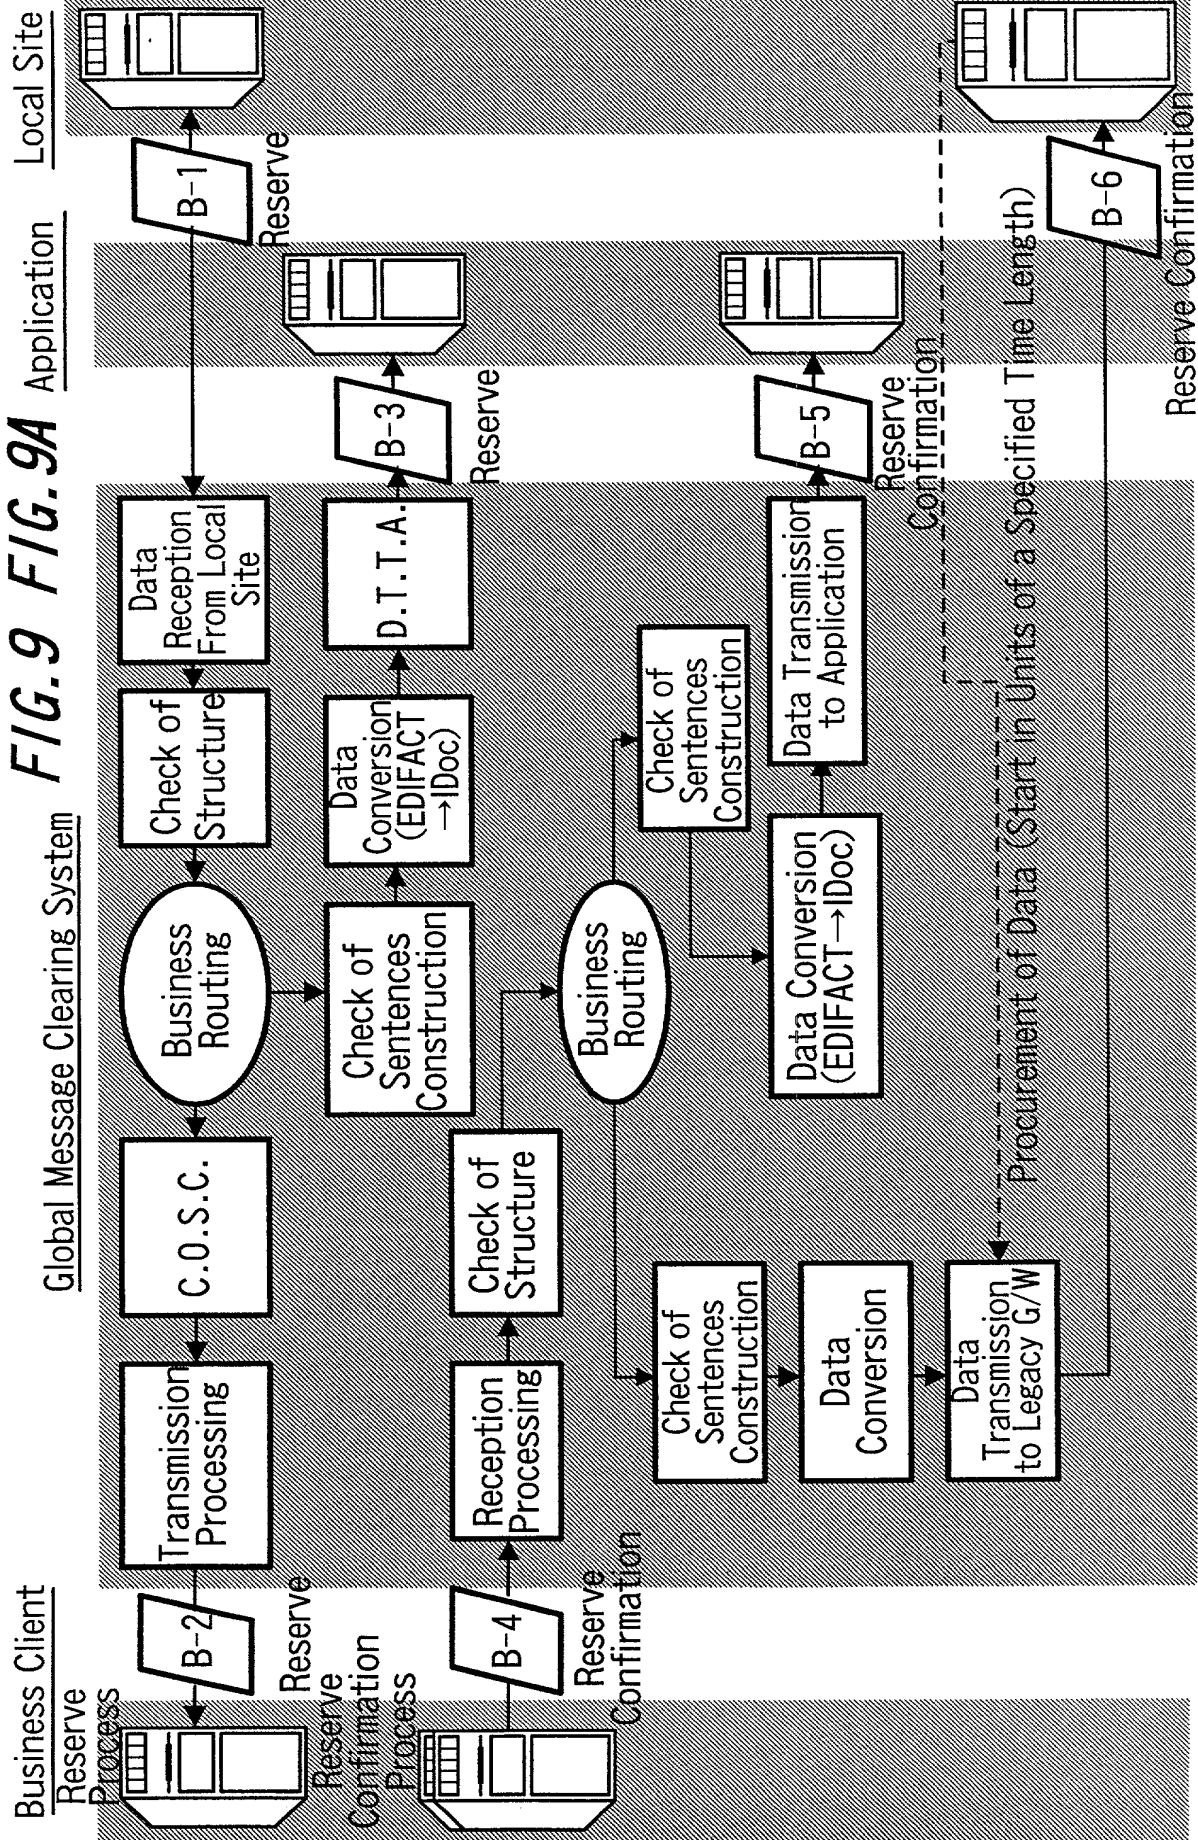 FIG. 9 FIG. 9A
Business Client
Global Message Clearing System
Application
Local Site
Reserve
Process
B-2
Reserve
Transmission
Processing
C.O.S.C.
Business
Routing
Check of
Structure
Data
Reception
From Local
Site
B-1
Reserve
Check of
Sentences
Construction
Data
Conversion
(EDIFACT
→IDoc)
D.T.T.A.
B-3
Reserve
Reserve
Confirmation
Process
B-4
Reserve
Confirmation
Reception
Processing
Check of
Structure
Business
Routing
Check of
Sentences
Construction
Data Conversion
(EDIFACT→IDoc)
Data Transmission
to Application
B-5
Reserve
Confirmation
Check of
Sentences
Construction
Data
Conversion
Data
Transmission
to Legacy G/W
Procurement of Data (Start in Units of a Specified Time Length)
B-6
Reserve Confirmation